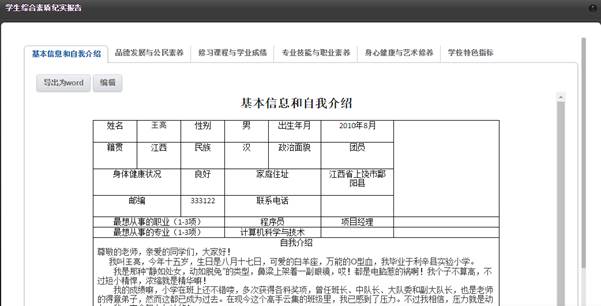 学生综合素质纪实报告
基本信息和自我介绍 品德发展与公民素养 修习课程与学业成绩 专业技能与职业素养 身心健康与艺术修养 学校特色指标
导出为word 编辑
基本信息和自我介绍
姓名 王亮 性别 男 出生年月 2010年8月
籍贯 江西 民族 汉 政治面貌 团员
身体健康状况 良好 家庭住址 江西省上饶市鄱
阳县
邮编 333122 联系电话
最想从事的职业(1-3项) 程序员 项目经理
最想从事的专业(1-3项) 计算机科学与技术
自我介绍
尊敬的老师，亲爱的同学们，大家好！
我叫王亮，今年十五岁，生日是八月十七日，可爱的白羊座，万能的O型血，我毕业于利辛县实验小学。
我是那种"静如处女，动如脱兔"的类型，鼻梁上架着一副眼镜，哎！都是电脑惹的祸啊！我个子不算高，不
过短小精悍，浓缩就是精华嘛！
我的成绩嘛，小学在班上还不错喽，多次获得各科奖项，曾任班长、中队长、大队委和副大队长，也是老师
的得意弟子，然而这都已成为过去。在现今这个高手云集的班级里，我已感到了压力。不过我相信，压力就是动